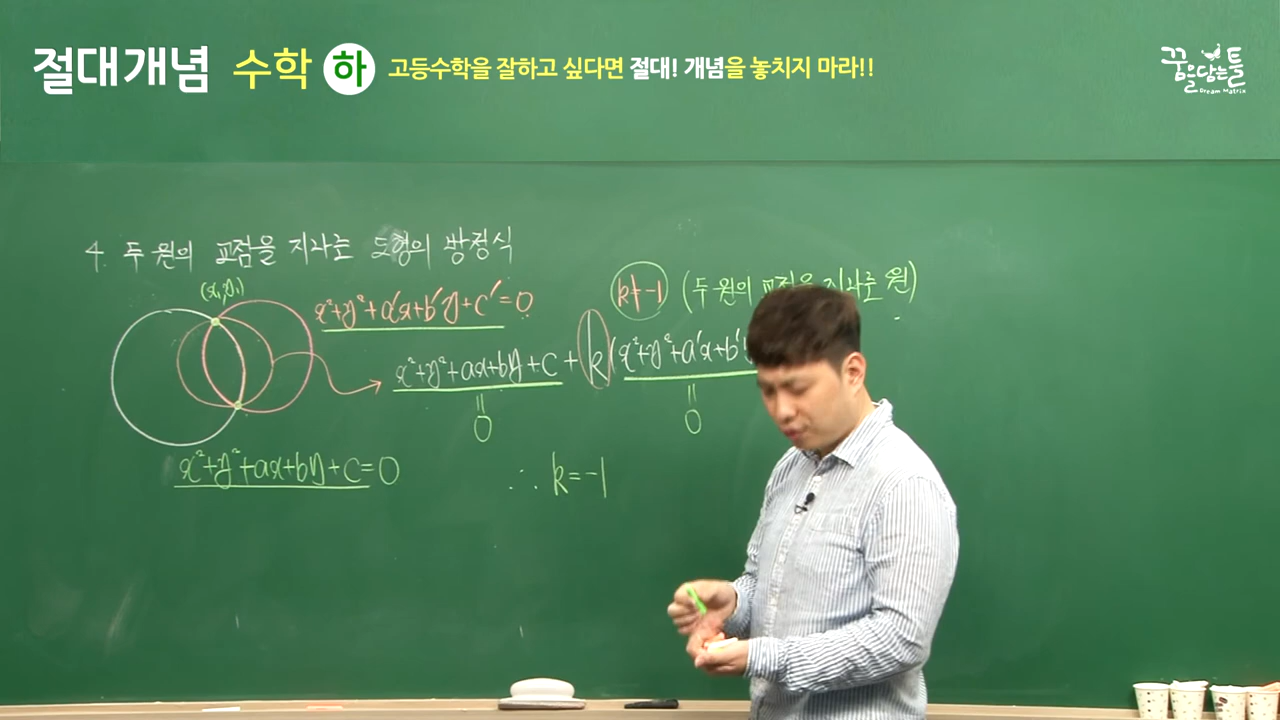 절대개념 수학 하 고등수학을 잘하고 싶다면 절대! 개념을 놓치지 마라!!
꿈을담는틀
Dream Matrix
4. 두 원의 교점을 지나는 도형의 방정식
(x₁, y₁)
x²+y²+a′x+b′y+c′=0
k≠-1 (두 원의 교점을 지나는 원)
x²+y²+ax+by+c + k(x²+y²+a′x+b′y
= =
0 0
x²+y²+ax+by+c=0
∴ k=-1